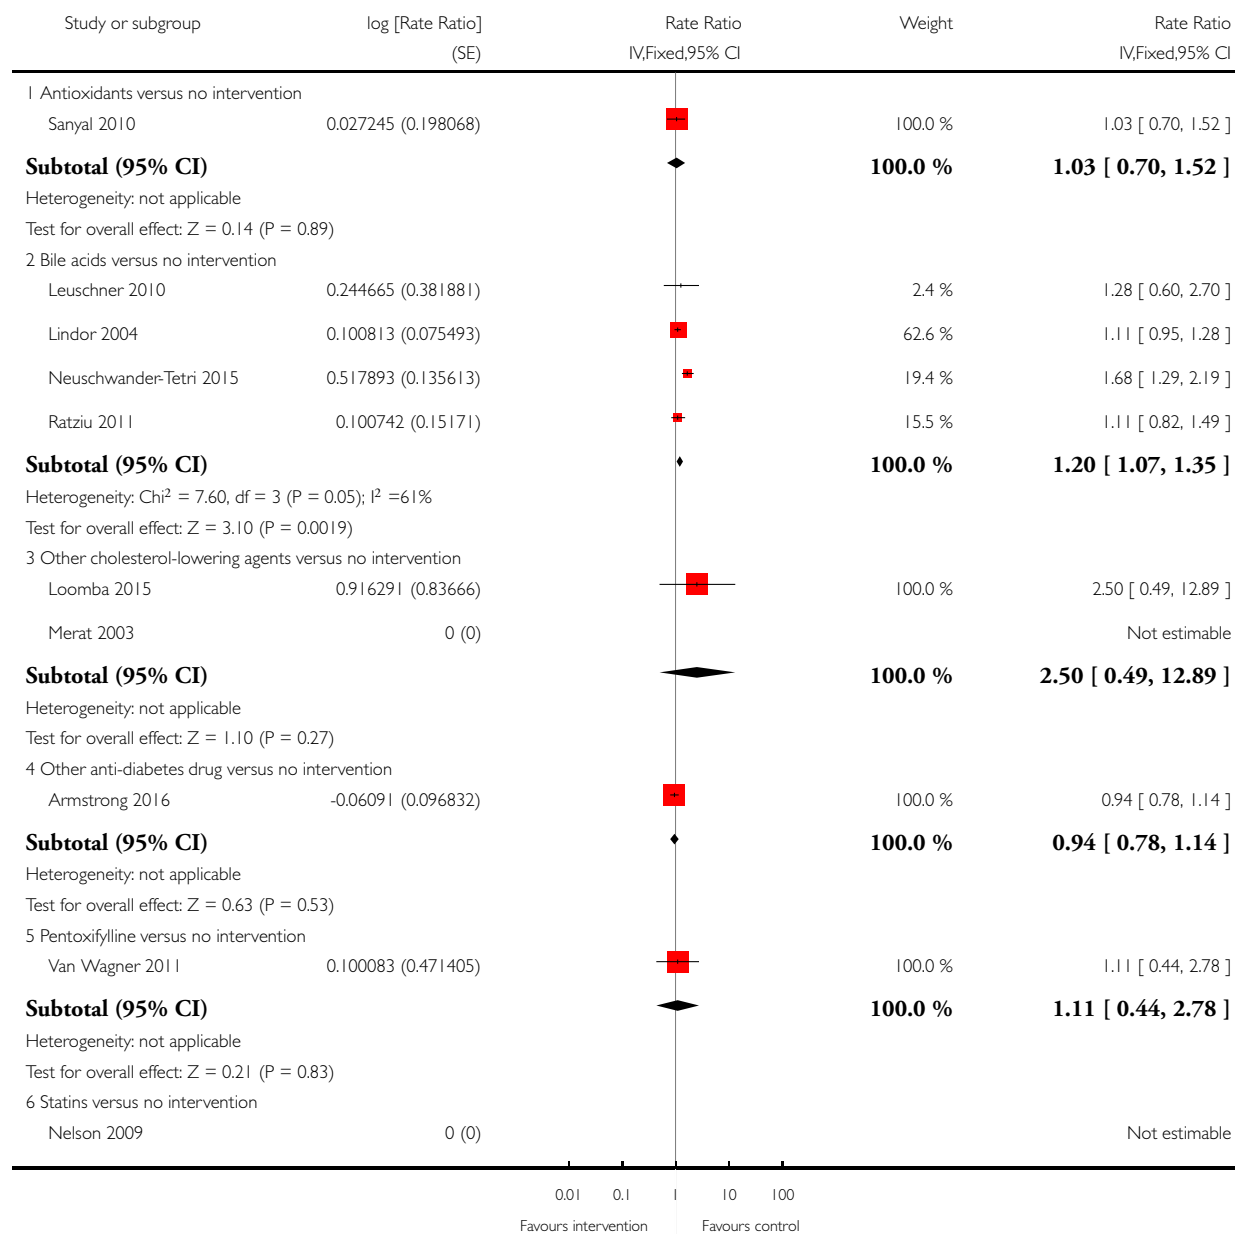 Study or subgroup log [Rate Ratio] Rate Ratio Weight Rate Ratio
(SE) IV,Fixed,95% CI IV,Fixed,95% CI
1 Antioxidants versus no intervention
Sanyal 2010 0.027245 (0.198068) 100.0 % 1.03 [ 0.70, 1.52 ]
Subtotal (95% CI) 100.0 % 1.03 [ 0.70, 1.52 ]
Heterogeneity: not applicable
Test for overall effect: Z = 0.14 (P = 0.89)
2 Bile acids versus no intervention
Leuschner 2010 0.244665 (0.381881) 2.4 % 1.28 [ 0.60, 2.70 ]
Lindor 2004 0.100813 (0.075493) 62.6 % 1.11 [ 0.95, 1.28 ]
Neuschwander-Tetri 2015 0.517893 (0.135613) 19.4 % 1.68 [ 1.29, 2.19 ]
Ratziu 2011 0.100742 (0.15171) 15.5 % 1.11 [ 0.82, 1.49 ]
Subtotal (95% CI) 100.0 % 1.20 [ 1.07, 1.35 ]
Heterogeneity: Chi² = 7.60, df = 3 (P = 0.05); I² =61%
Test for overall effect: Z = 3.10 (P = 0.0019)
3 Other cholesterol-lowering agents versus no intervention
Loomba 2015 0.916291 (0.83666) 100.0 % 2.50 [ 0.49, 12.89 ]
Merat 2003 0 (0) Not estimable
Subtotal (95% CI) 100.0 % 2.50 [ 0.49, 12.89 ]
Heterogeneity: not applicable
Test for overall effect: Z = 1.10 (P = 0.27)
4 Other anti-diabetes drug versus no intervention
Armstrong 2016 -0.06091 (0.096832) 100.0 % 0.94 [ 0.78, 1.14 ]
Subtotal (95% CI) 100.0 % 0.94 [ 0.78, 1.14 ]
Heterogeneity: not applicable
Test for overall effect: Z = 0.63 (P = 0.53)
5 Pentoxifylline versus no intervention
Van Wagner 2011 0.100083 (0.471405) 100.0 % 1.11 [ 0.44, 2.78 ]
Subtotal (95% CI) 100.0 % 1.11 [ 0.44, 2.78 ]
Heterogeneity: not applicable
Test for overall effect: Z = 0.21 (P = 0.83)
6 Statins versus no intervention
Nelson 2009 0 (0) Not estimable
0.01 0.1 1 10 100
Favours intervention Favours control